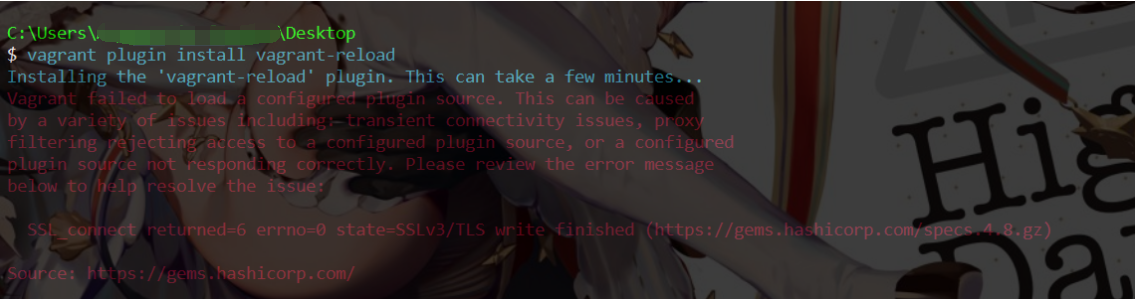 C:\Users\ \Desktop
$ vagrant plugin install vagrant-reload
Installing the 'vagrant-reload' plugin. This can take a few minutes...
Vagrant failed to load a configured plugin source. This can be caused
by a variety of issues including: transient connectivity issues, proxy
filtering rejecting access to a configured plugin source, or a configured
plugin source not responding correctly. Please review the error message
below to help resolve the issue:
SSL_connect returned=6 errno=0 state=SSLv3/TLS write finished (https://gems.hashicorp.com/specs.4.8.gz)
Source: https://gems.hashicorp.com/
Hig
Da